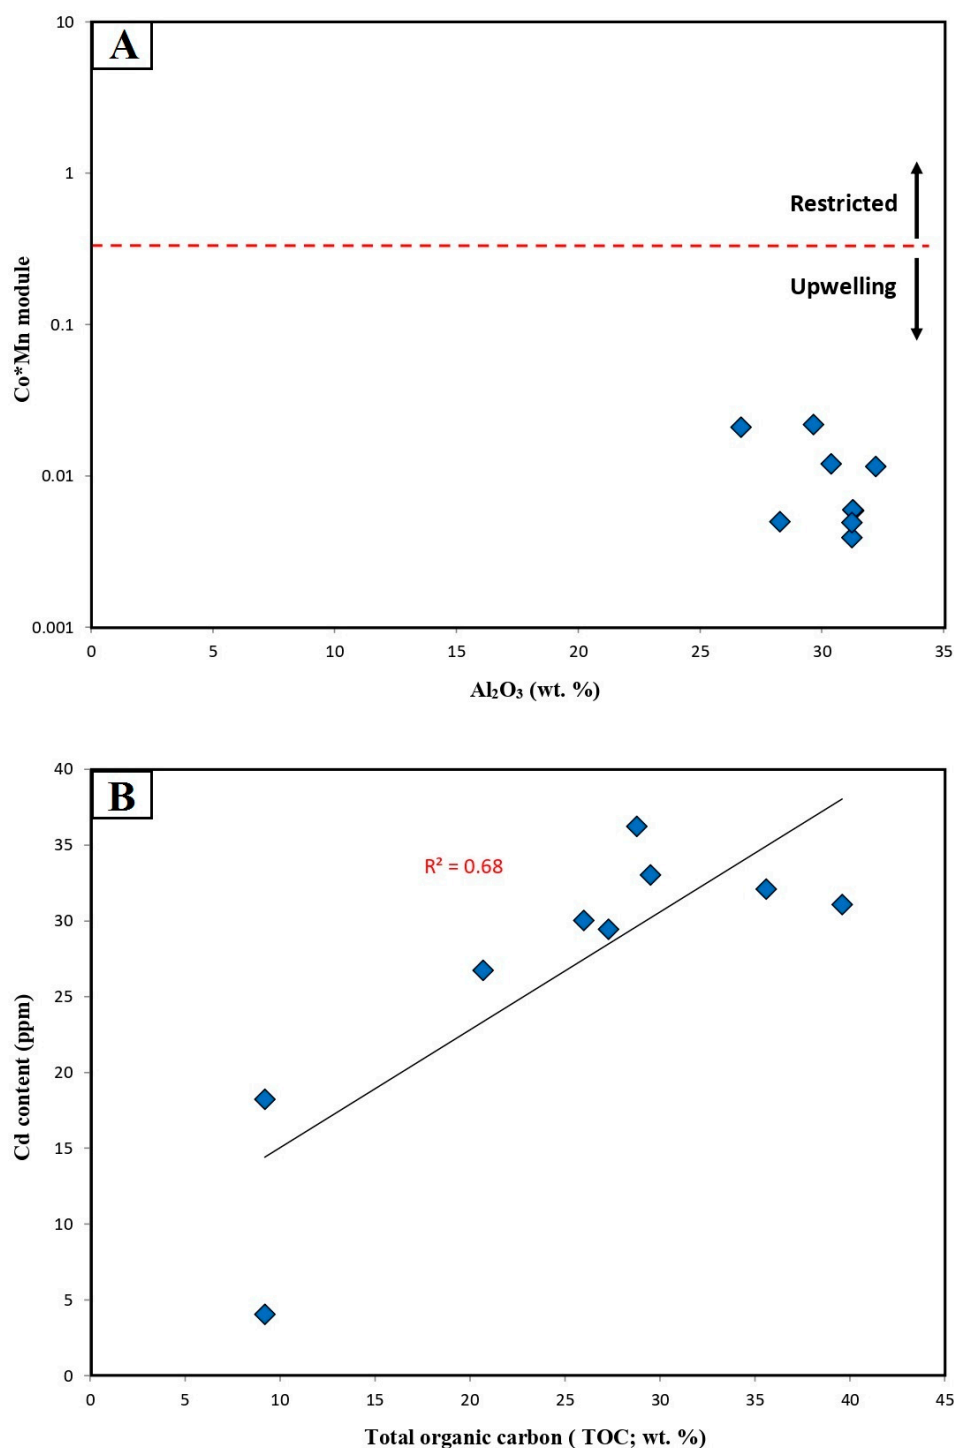 A
10
1
0.1
0.01
0.001
Co*Mn module
Restricted
Upwelling
0 5 10 15 20 25 30 35
Al₂O₃ (wt. %)
B
40
35
30
25
20
15
10
5
0
Cd content (ppm)
R² = 0.68
0 5 10 15 20 25 30 35 40 45
Total organic carbon ( TOC; wt. %)